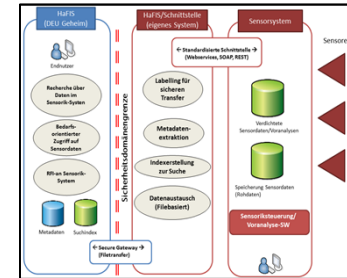 HaFIS
(DEU Geheim)
Endnutzer
Recherche über
Daten im
Sensorik-System
Bedarfs-
orientierter
Zugriff auf
Sensordaten
RfI-an Sensorik-
System
Metadaten
Suchindex
Sicherheitsdomänengrenze
Secure Gateway
(Filetransfer)
HaFIS/Schnittstelle
(eigenes System)
Standardisierte Schnittstelle
(Webservices, SOAP, REST)
Labelling für
sicheren
Transfer
Metadaten-
extraktion
Indexerstellung
zur Suche
Datenaustausch
(Filebasiert)
Sensorsystem
Verdichtete
Sensordaten/Voranalysen
Speicherung Sensordaten
(Rohdaten)
Sensoriksteuerung/
Voranalyse-SW
Sensore